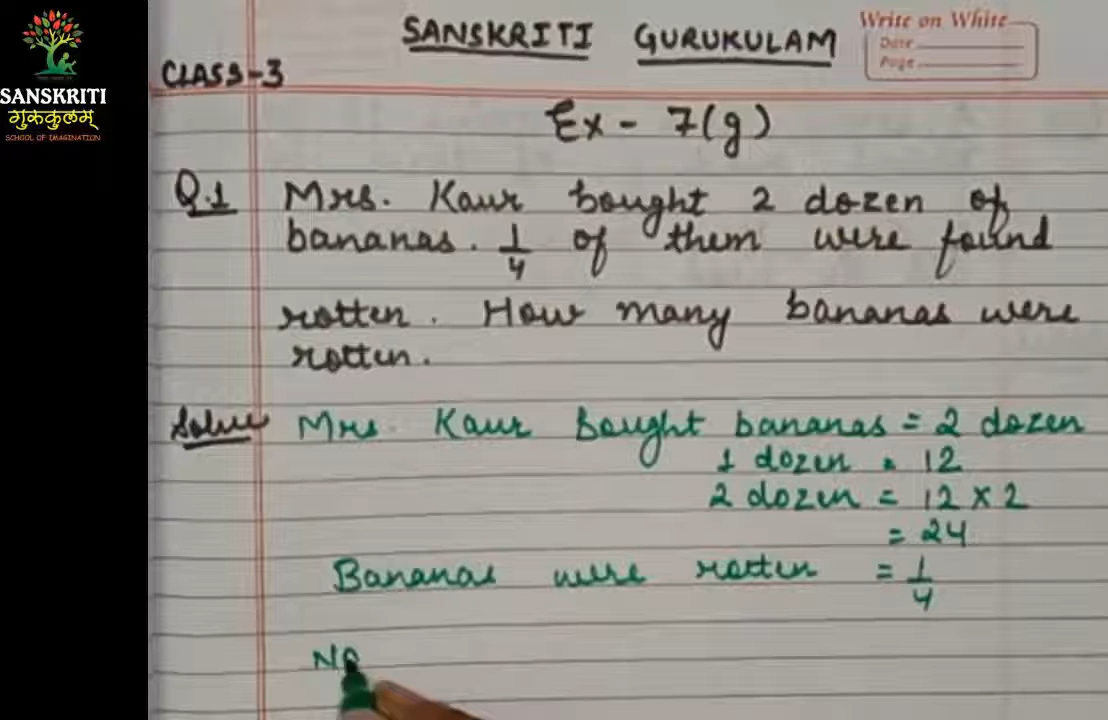 SANSKRITI
गुरुकुलम्
SCHOOL OF IMAGINATION
SANSKRITI GURUKULAM
Write on White
Date
Page
CLASS-3
Ex - 7(g)
Q.1 Mrs. Kaur bought 2 dozen of
bananas. 1/4 of them were found
rotten. How many bananas were
rotten.
Solve Mrs. Kaur Bought bananas = 2 dozen
1 dozen = 12
2 dozen = 12 × 2
= 24
Bananas were rotten = 1/4